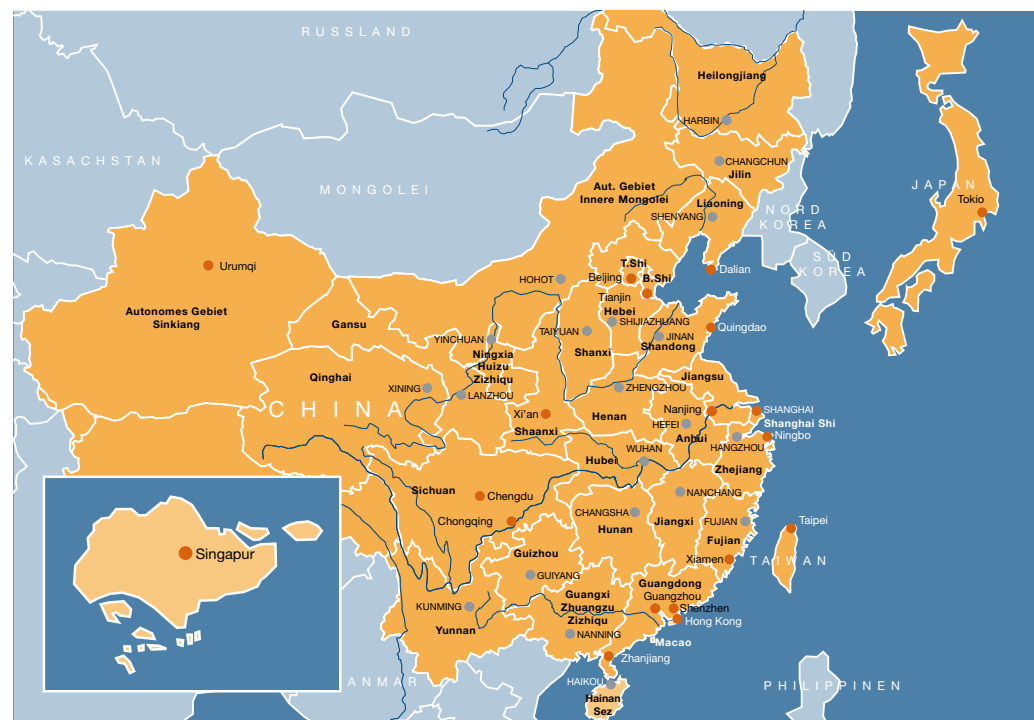 RUSSLAND
Heilongjiang
HARBIN
KASACHSTAN
CHANGCHUN
Jilin
MONGOLEI
Aut. Gebiet
Innere Mongolei
JAPAN
Tokio
Liaoning
SHENYANG
NORD
KOREA
SÜD
KOREA
Urumqi
T.Shi
Beijing
B.Shi
Dalian
HOHOT
Tianjin
Hebei
Autonomes Gebiet
Sinkiang
Gansu
SHIJIAZHUANG
TAIYUAN
JINAN
Quingdao
YINCHUAN
Shandong
Ningxia
Huizu
Zizhiqu
Shanxi
Qinghai
Jiangsu
XINING
LANZHOU
ZHENGZHOU
CHINA
Xi'an
Henan
Nanjing
SHANGHAI
Shanghai Shi
HEFEI
Shaanxi
Anhui
Ningbo
HANGZHOU
WUHAN
Hubei
Zhejiang
Sichuan
Chengdu
NANCHANG
Chongqing
CHANGSHA
Hunan
Jiangxi
FUJIAN
Taipei
Fujian
Singapur
Guizhou
Xiamen
TAIWAN
GUIYANG
Guangdong
Guangxi
Zhuangzu
Zizhiqu
Guangzhou
Shenzhen
KUNMING
Hong Kong
Yunnan
NANNING
Macao
Zhanjiang
ANMAR
HAIKOU
PHILIPPINEN
Hainan
Sez